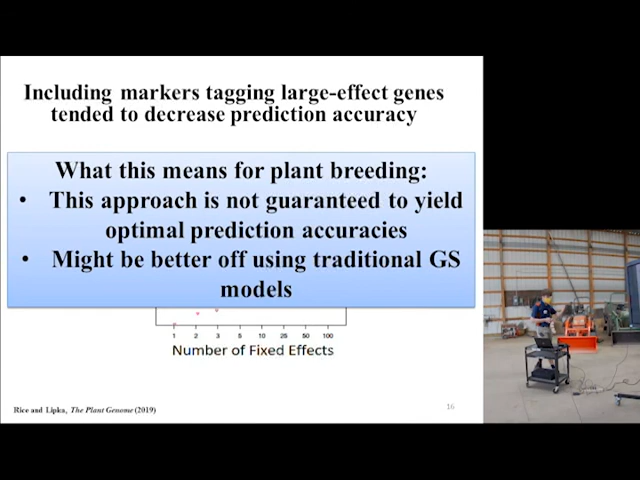 Including markers tagging large-effect genes
tended to decrease prediction accuracy
What this means for plant breeding:
• This approach is not guaranteed to yield
optimal prediction accuracies
• Might be better off using traditional GS
models
1 2 3 5 10 25 50 100
Number of Fixed Effects
Rice and Lipka, The Plant Genome (2019)
16